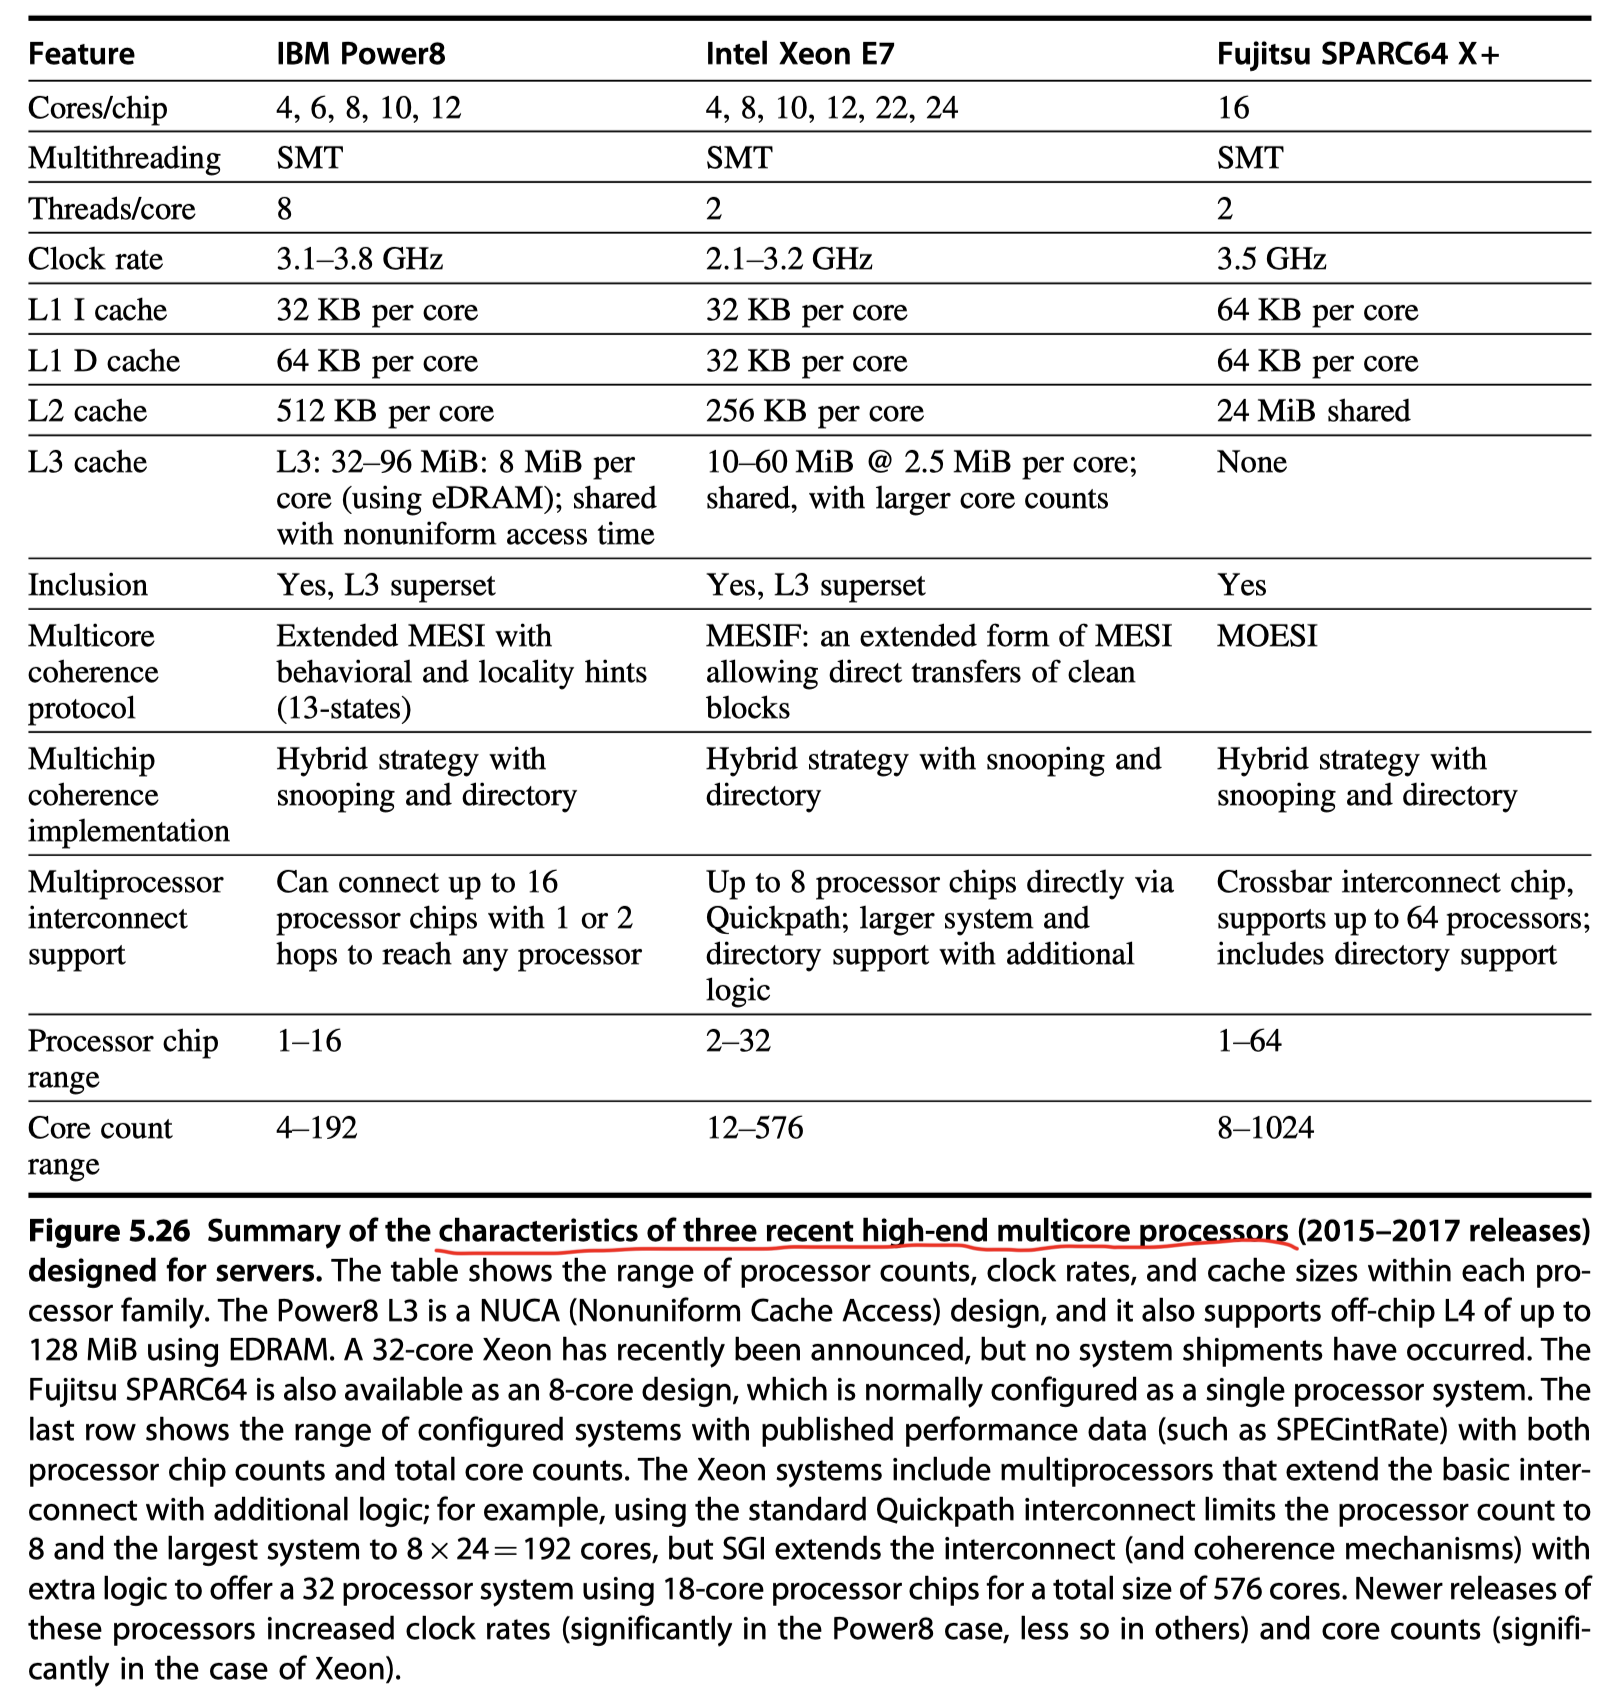 Feature IBM Power8 Intel Xeon E7 Fujitsu SPARC64 X+
Cores/chip 4, 6, 8, 10, 12 4, 8, 10, 12, 22, 24 16
Multithreading SMT SMT SMT
Threads/core 8 2 2
Clock rate 3.1–3.8 GHz 2.1–3.2 GHz 3.5 GHz
L1 I cache 32 KB per core 32 KB per core 64 KB per core
L1 D cache 64 KB per core 32 KB per core 64 KB per core
L2 cache 512 KB per core 256 KB per core 24 MiB shared
L3 cache L3: 32–96 MiB: 8 MiB per 10–60 MiB @ 2.5 MiB per core; None
core (using eDRAM); shared shared, with larger core counts
with nonuniform access time
Inclusion Yes, L3 superset Yes, L3 superset Yes
Multicore Extended MESI with MESIF: an extended form of MESI MOESI
coherence behavioral and locality hints allowing direct transfers of clean
protocol (13-states) blocks
Multichip Hybrid strategy with Hybrid strategy with snooping and Hybrid strategy with
coherence snooping and directory directory snooping and directory
implementation
Multiprocessor Can connect up to 16 Up to 8 processor chips directly via Crossbar interconnect chip,
interconnect processor chips with 1 or 2 Quickpath; larger system and supports up to 64 processors;
support hops to reach any processor directory support with additional includes directory support
logic
Processor chip 1–16 2–32 1–64
range
Core count 4–192 12–576 8–1024
range
Figure 5.26 Summary of the characteristics of three recent high-end multicore processors (2015–2017 releases)
designed for servers. The table shows the range of processor counts, clock rates, and cache sizes within each pro-
cessor family. The Power8 L3 is a NUCA (Nonuniform Cache Access) design, and it also supports off-chip L4 of up to
128 MiB using EDRAM. A 32-core Xeon has recently been announced, but no system shipments have occurred. The
Fujitsu SPARC64 is also available as an 8-core design, which is normally configured as a single processor system. The
last row shows the range of configured systems with published performance data (such as SPECintRate) with both
processor chip counts and total core counts. The Xeon systems include multiprocessors that extend the basic inter-
connect with additional logic; for example, using the standard Quickpath interconnect limits the processor count to
8 and the largest system to 8 × 24 = 192 cores, but SGI extends the interconnect (and coherence mechanisms) with
extra logic to offer a 32 processor system using 18-core processor chips for a total size of 576 cores. Newer releases of
these processors increased clock rates (significantly in the Power8 case, less so in others) and core counts (signifi-
cantly in the case of Xeon).